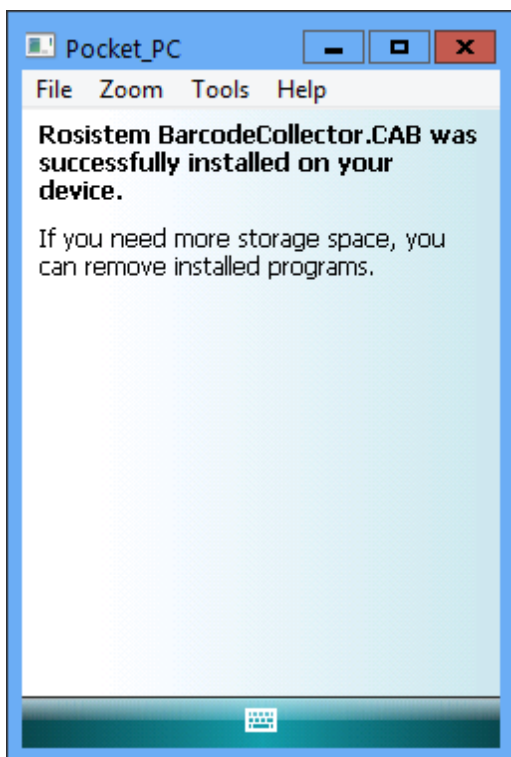 Pocket_PC
File Zoom Tools Help
Rosistem BarcodeCollector.CAB was
successfully installed on your
device.
If you need more storage space, you
can remove installed programs.